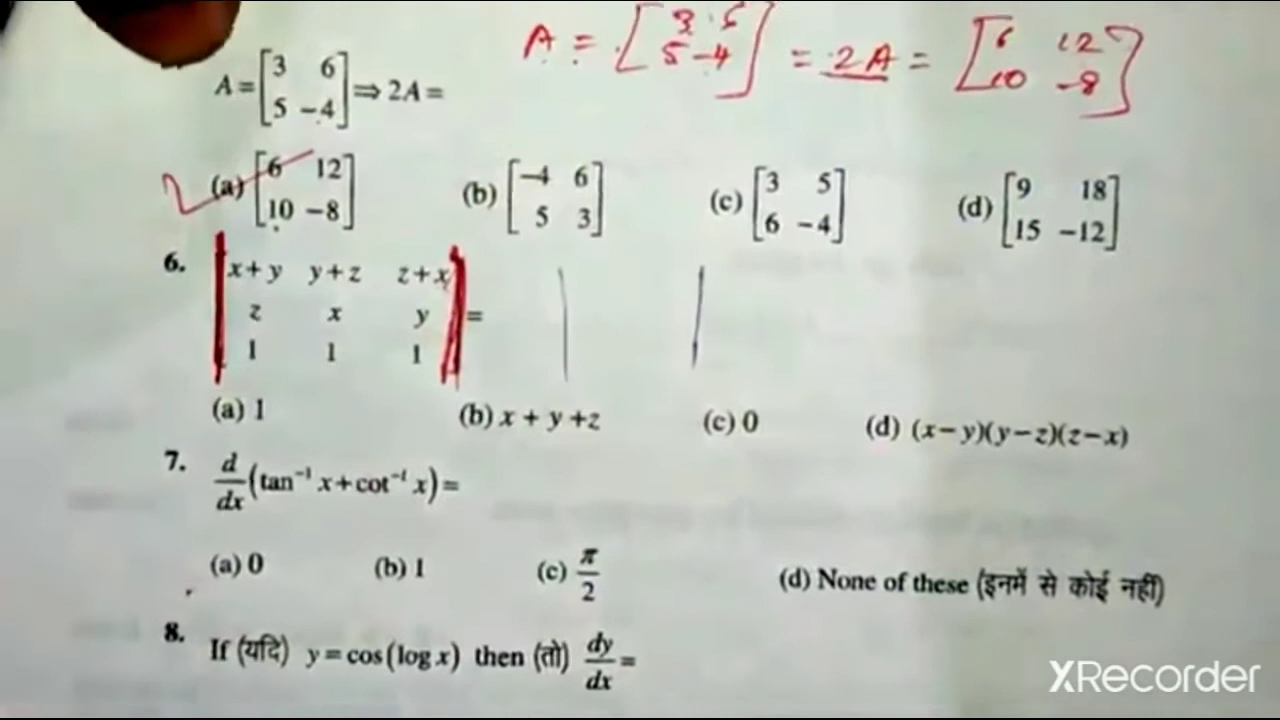 A = [3 5
5 -4] = 2A = [6 12
10 -8]
A = [3 6
5 -4] ⇒ 2A =
(a) [6 12
10 -8] (b) [-4 6
5 3] (c) [3 5
6 -4] (d) [9 18
15 -12]
6. |x+y y+z z+x
z x y
1 1 1| = | |
(a) 1 (b) x + y +z (c) 0 (d) (x-y)(y-z)(z-x)
7. d/dx (tan⁻¹ x+cot⁻¹ x)=
(a) 0 (b) 1 (c) π/2 (d) None of these (इनमें से कोई नहीं)
8. If (यदि) y=cos(log x) then (तो) dy/dx =
XRecorder